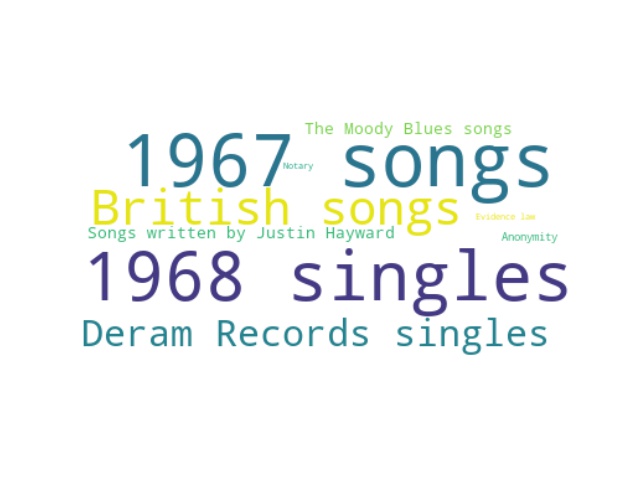 The Moody Blues songs
1967 songs
Notary
British songs
Evidence law
Songs written by Justin Hayward
Anonymity
1968 singles
Deram Records singles